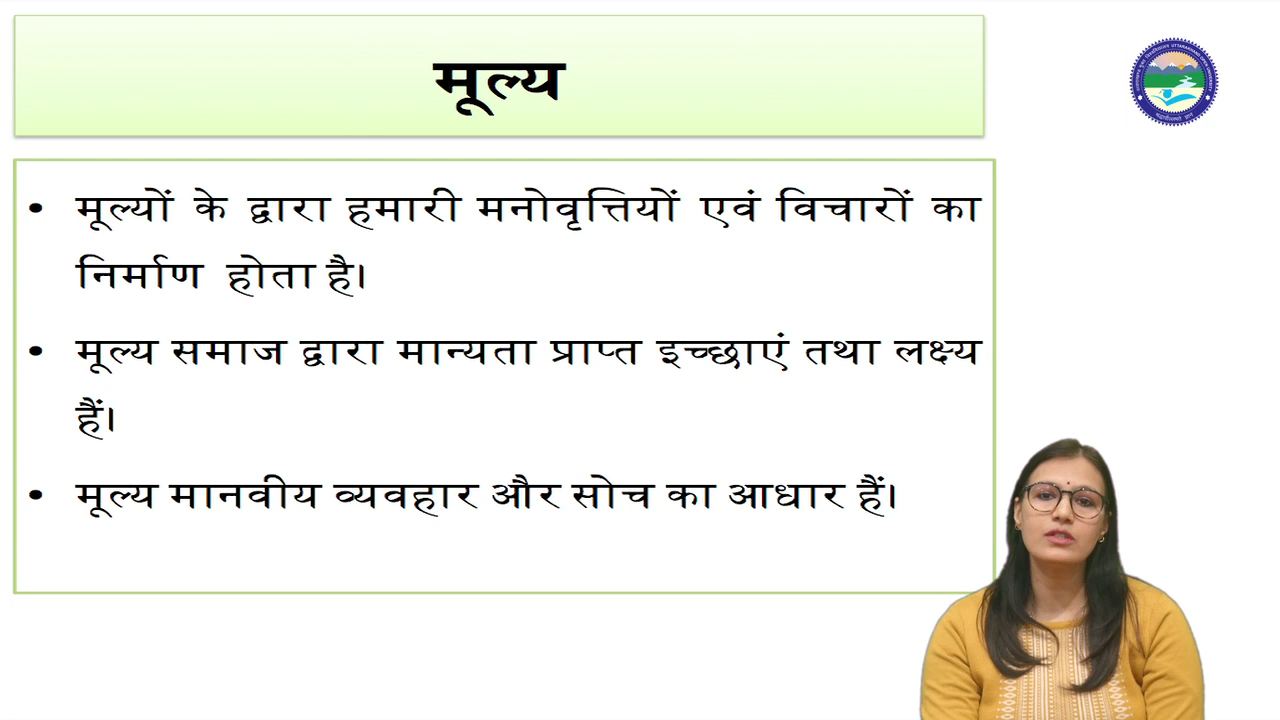 मूल्य
• मूल्यों के द्वारा हमारी मनोवृत्तियों एवं विचारों का
निर्माण होता है।
• मूल्य समाज द्वारा मान्यता प्राप्त इच्छाएं तथा लक्ष्य
हैं।
• मूल्य मानवीय व्यवहार और सोच का आधार हैं।